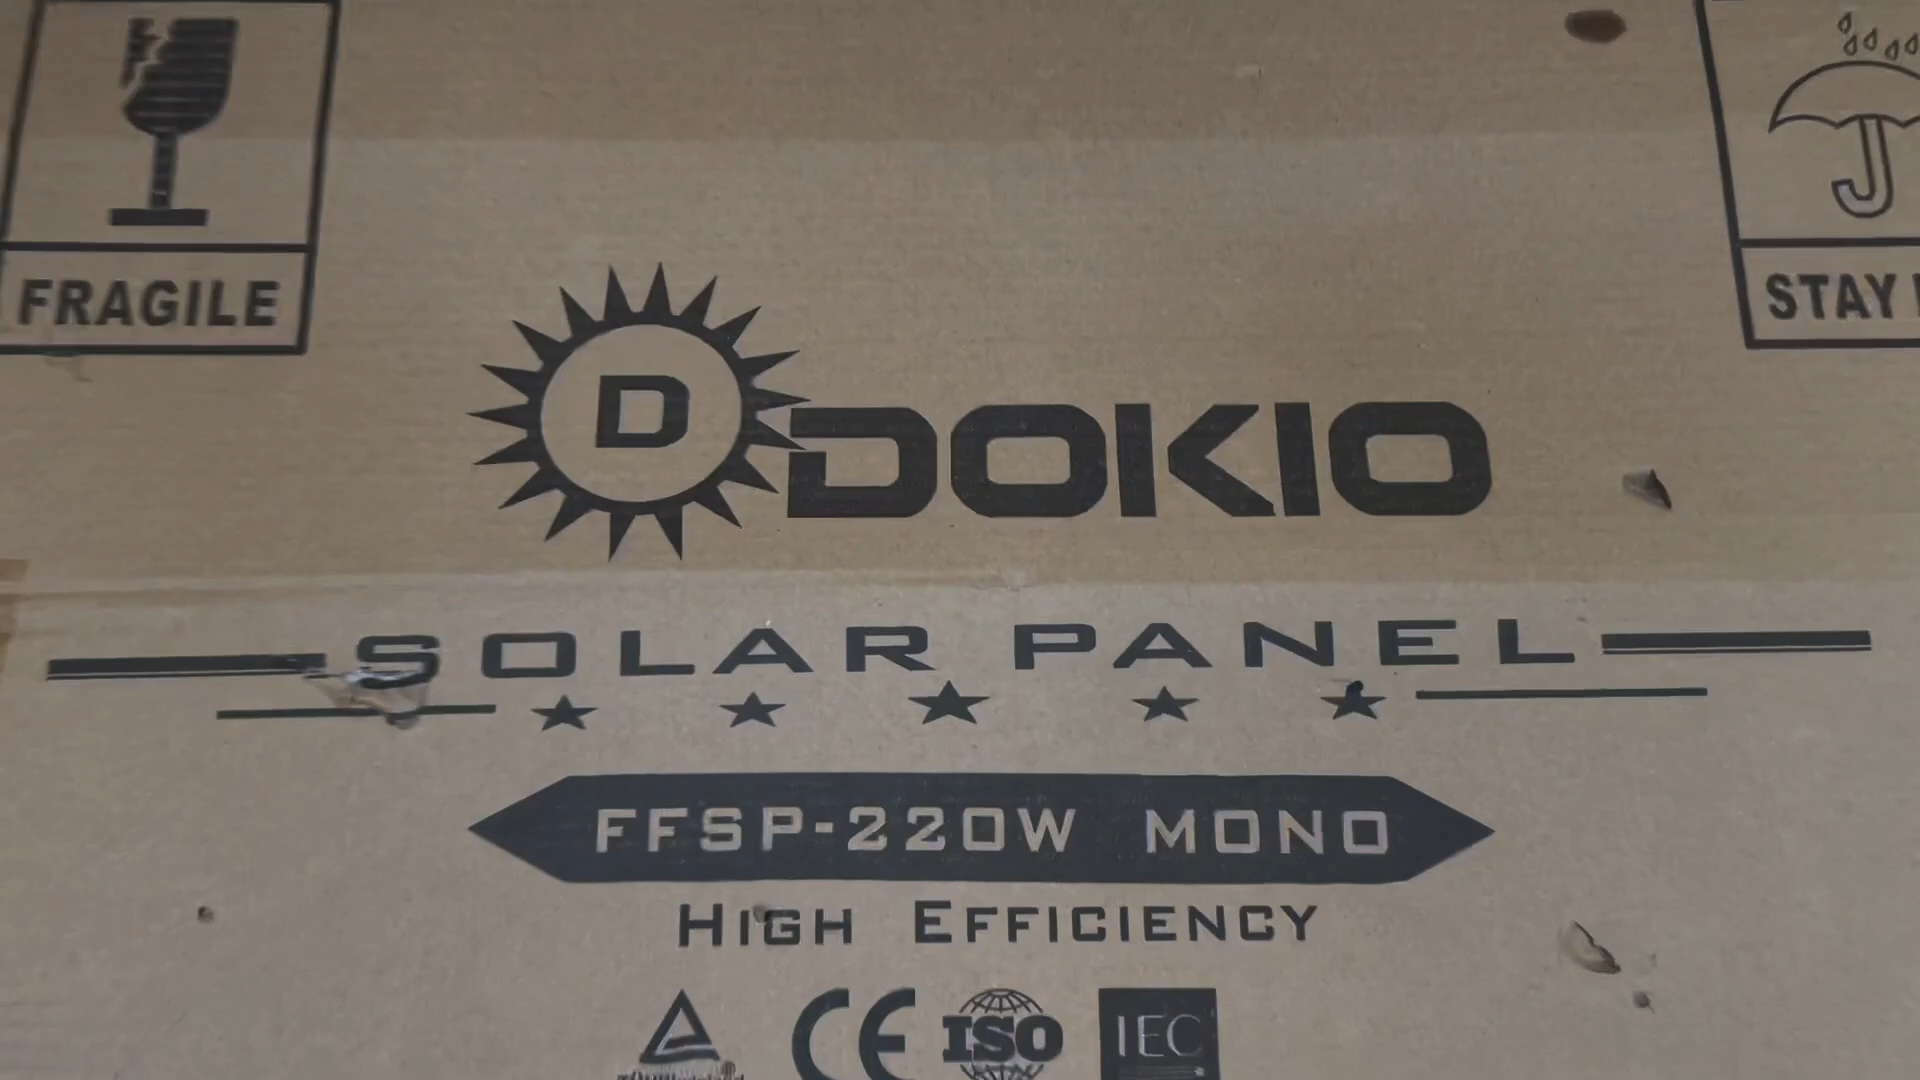 FRAGILE
STAY
D
DOKIO
SOLAR PANEL
FFSP-220W MONO
HIGH EFFICIENCY
CE
ISO
IEC